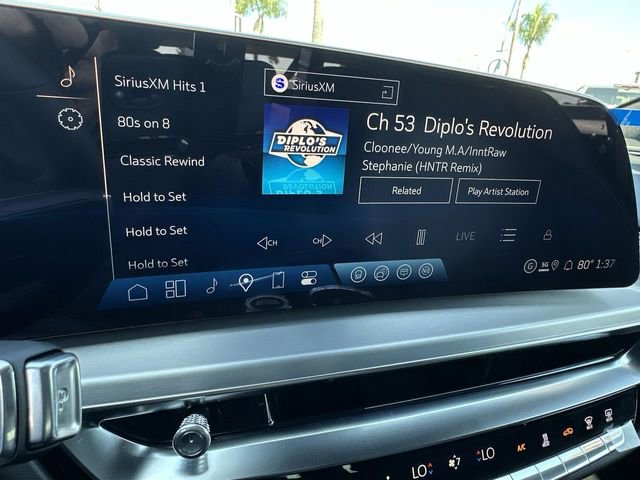 SiriusXM Hits 1
80s on 8
Classic Rewind
Hold to Set
Hold to Set
Hold to Set
S SiriusXM
DIPLO'S
REVOLUTION
Ch 53 Diplo's Revolution
Cloonee/Young M.A/InntRaw
Stephanie (HNTR Remix)
Related
Play Artist Station
CH
CH
LIVE
G 5G 80° 1:37
P
LO
7
LO
A/C